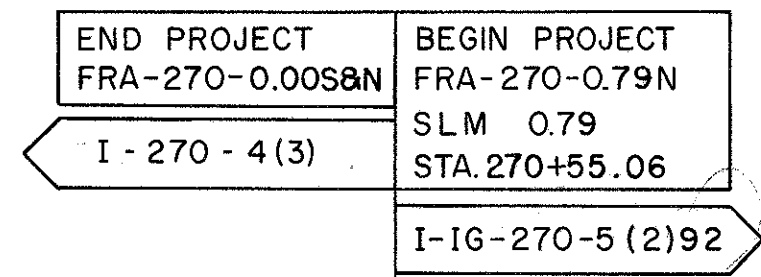 END PROJECT
FRA-270-0.00S&N
I-270-4(3)
BEGIN PROJECT
FRA-270-0.79N
SLM 0.79
STA. 270+55.06
I-IG-270-5(2)92